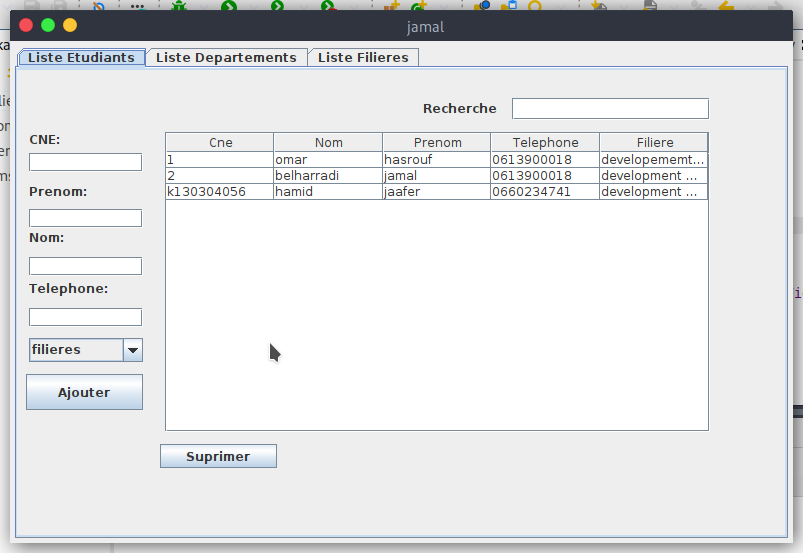 jamal
Liste Etudiants Liste Departements Liste Filieres
Recherche
CNE:
Prenom:
Nom:
Telephone:
filieres
Ajouter
Cne Nom Prenom Telephone Filiere
1 omar hasrouf 0613900018 developememt...
2 belharradi jamal 0613900018 development ...
k130304056 hamid jaafer 0660234741 development ...
Suprimer